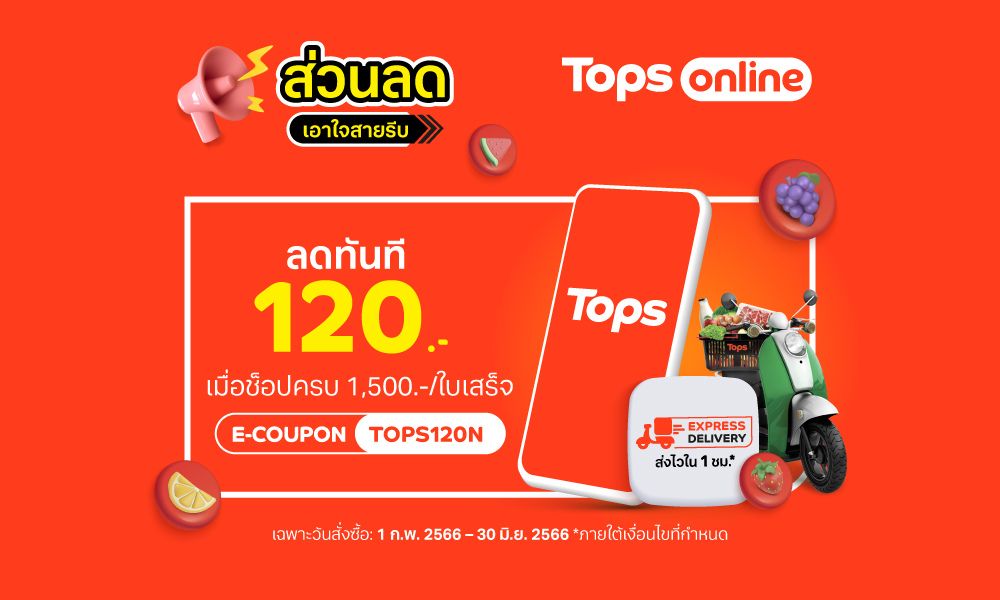 ส่วนลด
เอาใจสายรีบ
Tops online
ลดทันที
120.-
เมื่อช็อปครบ 1,500.-/ใบเสร็จ
E-COUPON TOPS120N
Tops
Tops
EXPRESS
DELIVERY
ส่งไวใน 1 ชม.*
เฉพาะวันสั่งซื้อ: 1 ก.พ. 2566 – 30 มิ.ย. 2566 *ภายใต้เงื่อนไขที่กำหนด